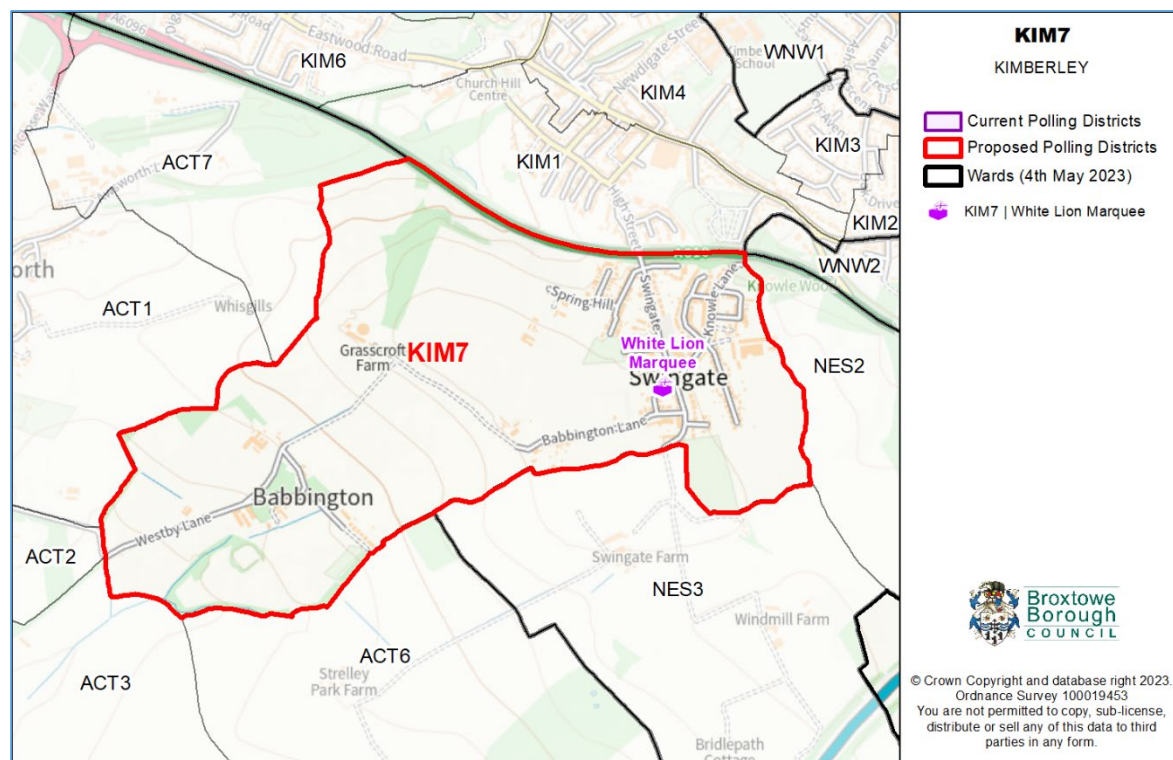 KIM7
KIMBERLEY
Current Polling Districts
Proposed Polling Districts
Wards (4th May 2023)
KIM7 | White Lion Marquee
A6096
Eastwood Road
KIM6
Church Hill
Centre
Newdigate Street
School
WNW1
KIM4
KIM3
KIM1
High Street
Drive
KIM2
WNW2
ACT7
ACT1
Whisgills
Spring Hill
Swingate
Knowle Lane
Knowle Wood
NES2
Grasscroft
Farm
KIM7
White Lion
Marquee
Swingate
Babbington Lane
Babbington
Westby Lane
ACT2
ACT3
ACT6
Strelley
Park Farm
Swingate Farm
NES3
Windmill Farm
Bridlepath
Cottage
Broxtowe
Borough
COUNCIL
© Crown Copyright and database right 2023.
Ordnance Survey 100019453
You are not permitted to copy, sub-license,
distribute or sell any of this data to third
parties in any form.